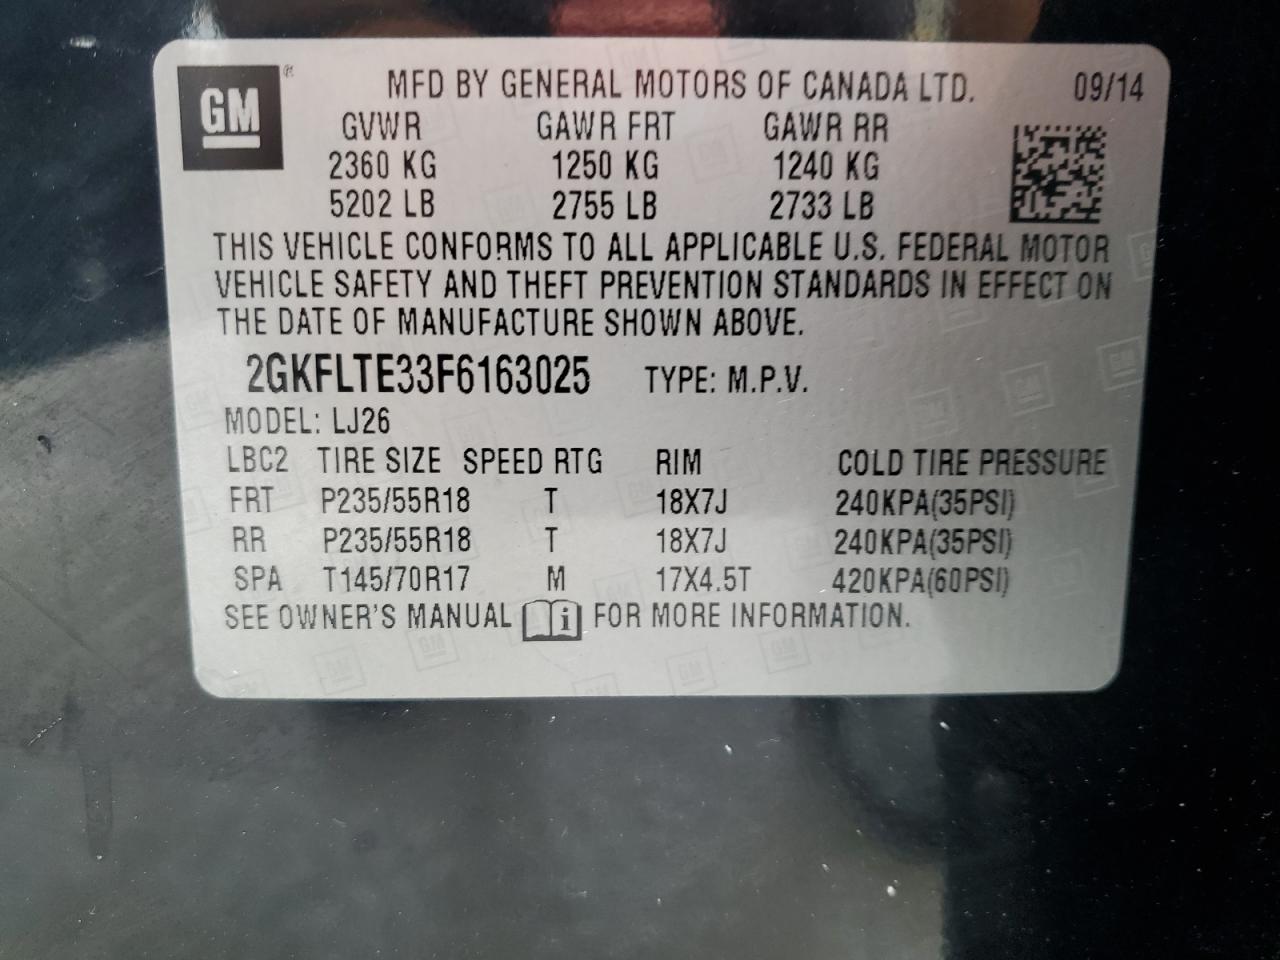 GM ®
MFD BY GENERAL MOTORS OF CANADA LTD. 09/14
GVWR GAWR FRT GAWR RR
2360 KG 1250 KG 1240 KG
5202 LB 2755 LB 2733 LB
THIS VEHICLE CONFORMS TO ALL APPLICABLE U.S. FEDERAL MOTOR
VEHICLE SAFETY AND THEFT PREVENTION STANDARDS IN EFFECT ON
THE DATE OF MANUFACTURE SHOWN ABOVE.
2GKFLTE33F6163025 TYPE: M.P.V.
MODEL: LJ26
LBC2 TIRE SIZE SPEED RTG RIM COLD TIRE PRESSURE
FRT P235/55R18 T 18X7J 240KPA(35PSI)
RR P235/55R18 T 18X7J 240KPA(35PSI)
SPA T145/70R17 M 17X4.5T 420KPA(60PSI)
SEE OWNER'S MANUAL i FOR MORE INFORMATION.